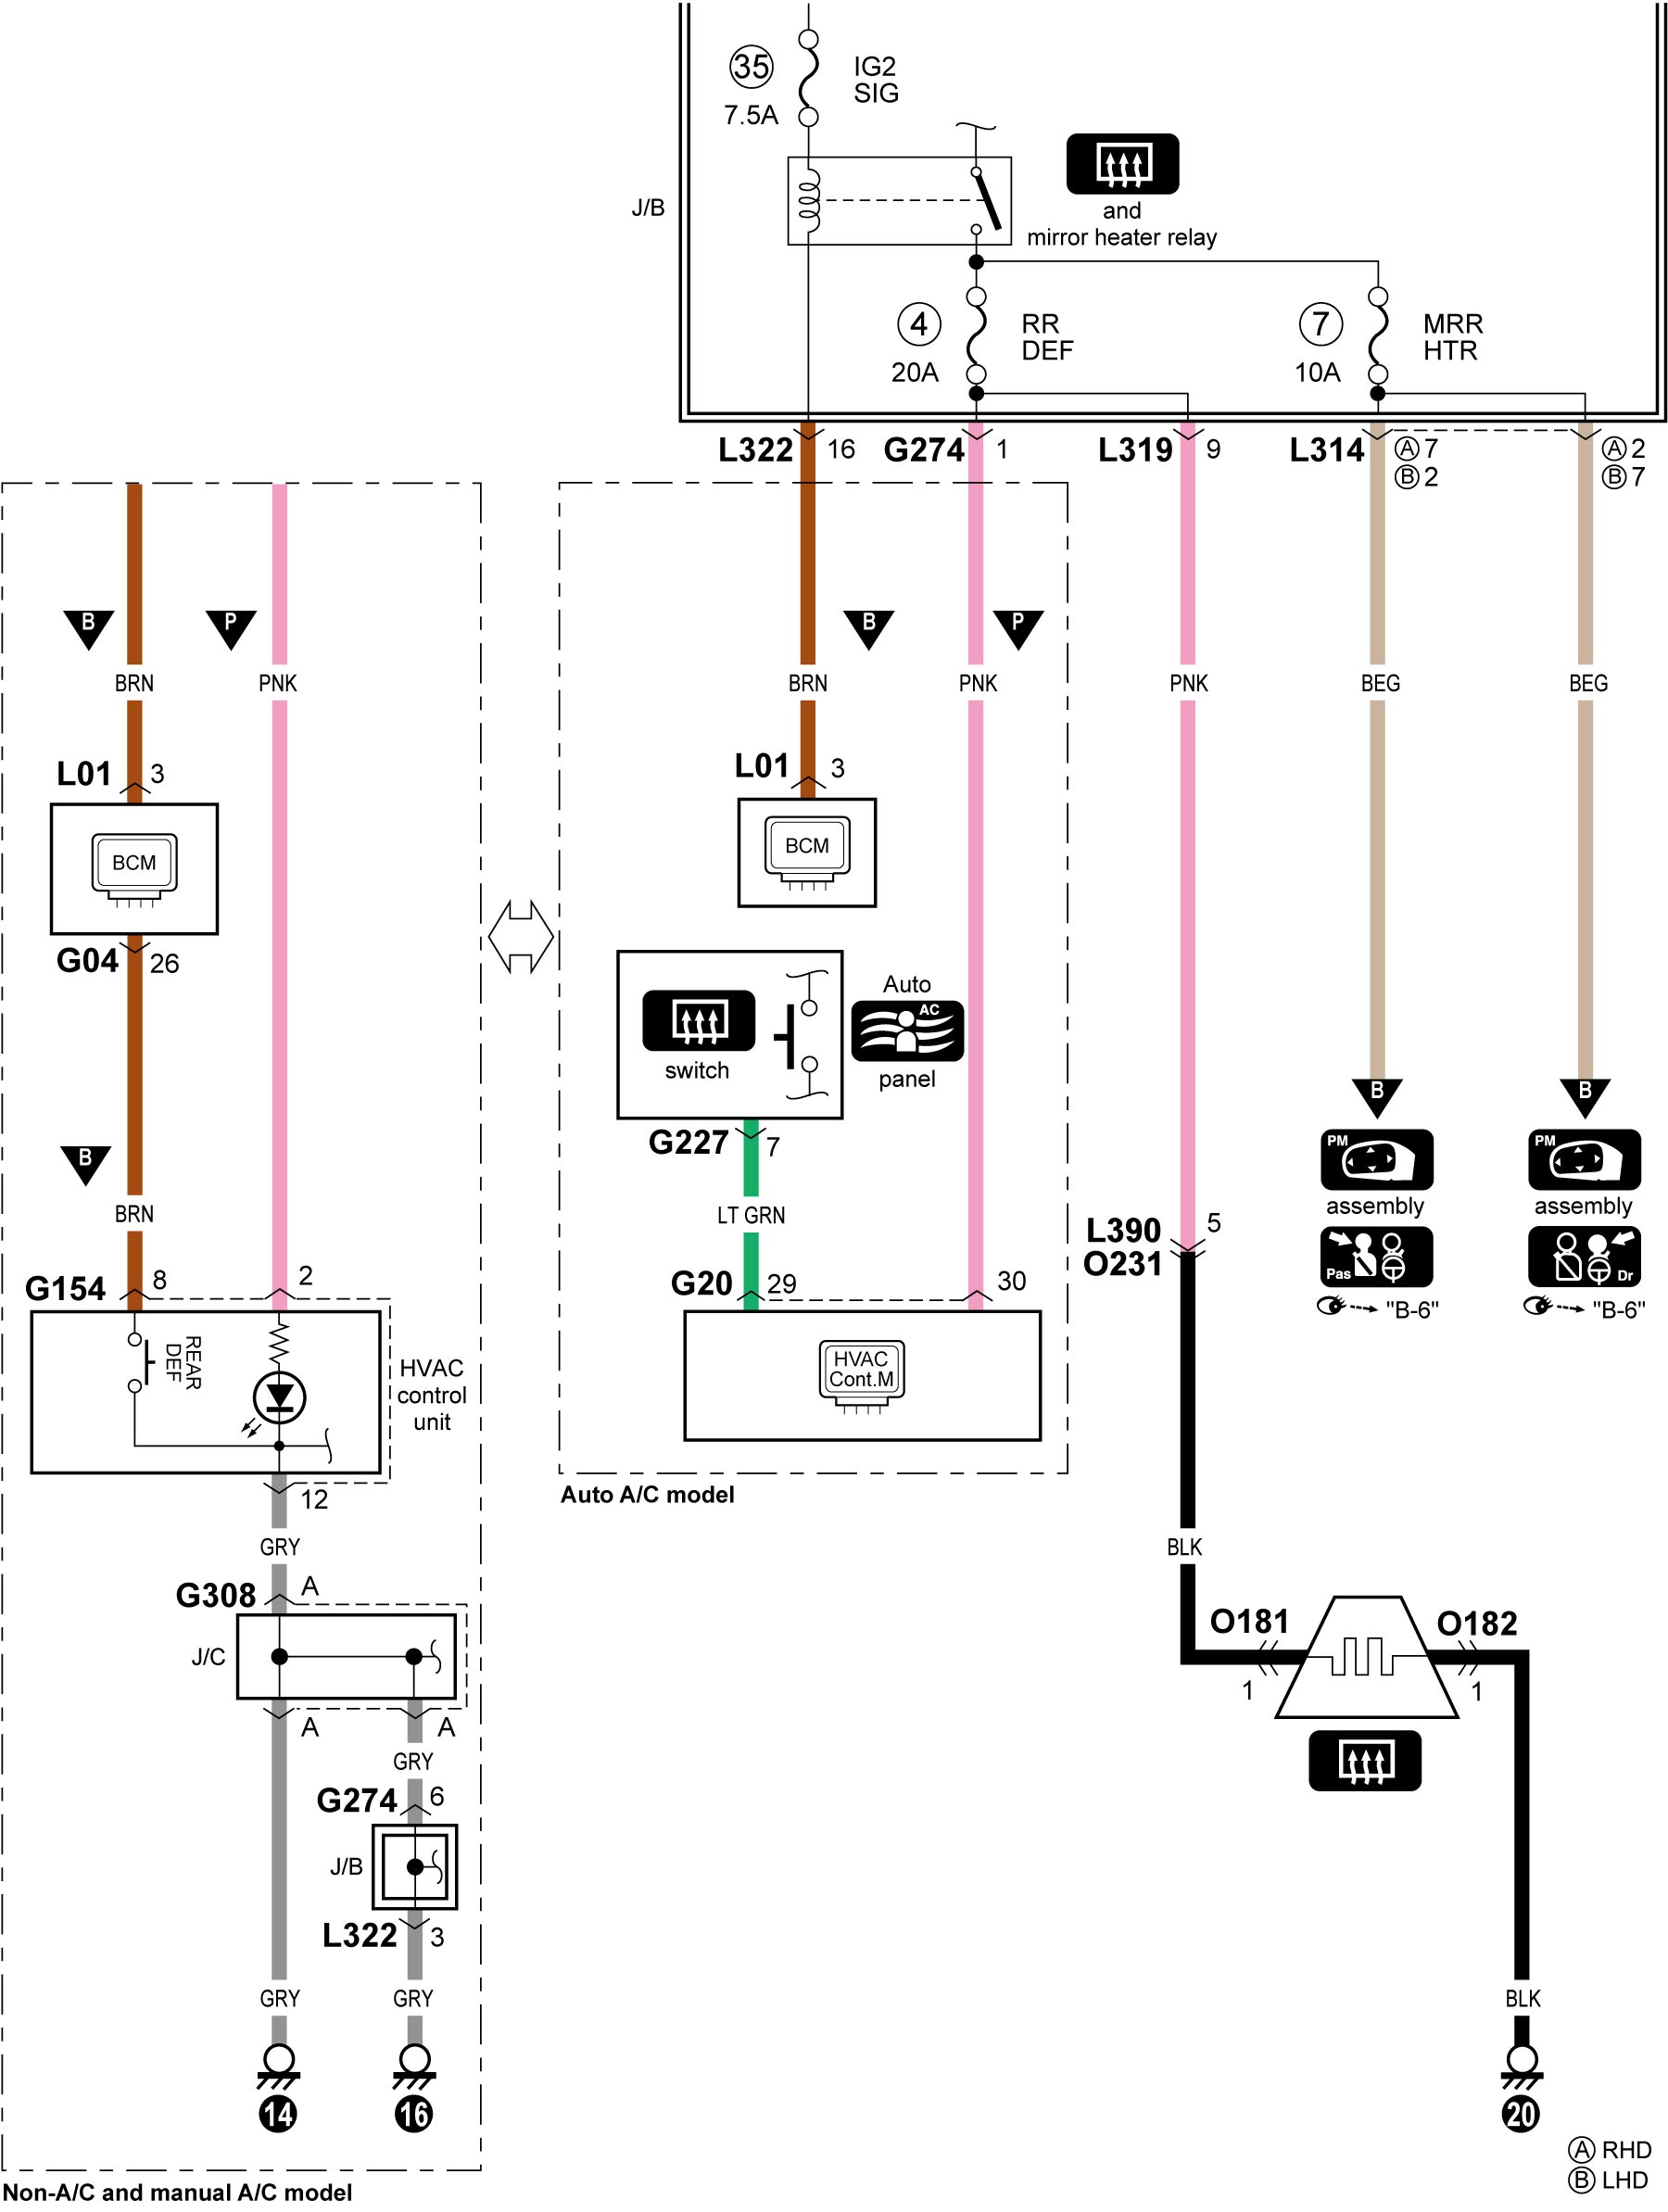 35
IG2
SIG
7.5A
J/B
and
mirror heater relay
4
RR
DEF
20A
7
MRR
HTR
10A
L322 16
G274 1
L319 9
L314 A 7
B 2
A 2
B 7
B
P
B
P
BRN
PNK
BRN
PNK
PNK
BEG
BEG
L01 3
L01 3
BCM
BCM
G04 26
switch
Auto
AC
panel
G227 7
B
B
B
PM
PM
assembly
assembly
BRN
LT GRN
L390 5
O231
Pas
Dr
"B-6"
"B-6"
G154 8
2
G20 29
30
REAR
DEF
HVAC
control
unit
HVAC
Cont.M
12
Auto A/C model
GRY
BLK
G308 A
J/C
A
A
O181
1
O182
1
GRY
G274 6
J/B
L322 3
GRY
GRY
BLK
14
16
20
A RHD
B LHD
Non-A/C and manual A/C model